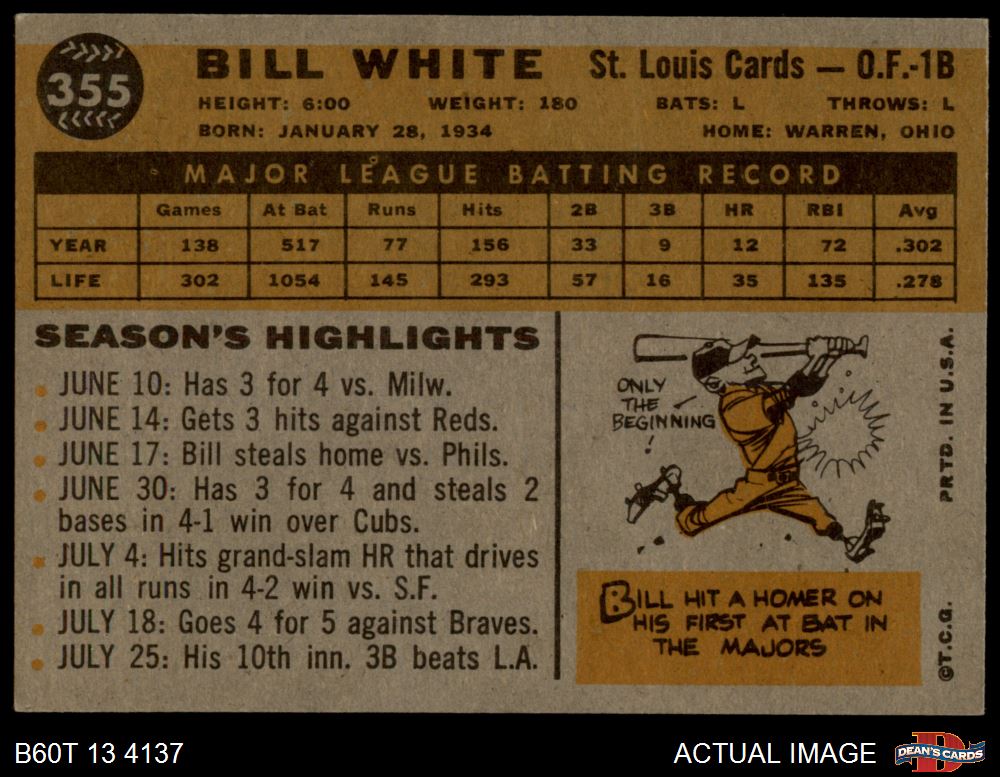 355
BILL WHITE St. Louis Cards — O.F.-1B
HEIGHT: 6:00 WEIGHT: 180 BATS: L THROWS: L
BORN: JANUARY 28, 1934 HOME: WARREN, OHIO
MAJOR LEAGUE BATTING RECORD
Games At Bat Runs Hits 2B 3B HR RBI Avg
YEAR 138 517 77 156 33 9 12 72 .302
LIFE 302 1054 145 293 57 16 35 135 .278
SEASON'S HIGHLIGHTS
JUNE 10: Has 3 for 4 vs. Milw.
JUNE 14: Gets 3 hits against Reds.
JUNE 17: Bill steals home vs. Phils.
JUNE 30: Has 3 for 4 and steals 2
bases in 4-1 win over Cubs.
JULY 4: Hits grand-slam HR that drives
in all runs in 4-2 win vs. S.F.
JULY 18: Goes 4 for 5 against Braves.
JULY 25: His 10th inn. 3B beats L.A.
ONLY
THE
BEGINNING
!
BILL HIT A HOMER ON
HIS FIRST AT BAT IN
THE MAJORS
PRTD. IN U.S.A.
©T.C.G.
B60T 13 4137
ACTUAL IMAGE
D
DEAN'S CARDS